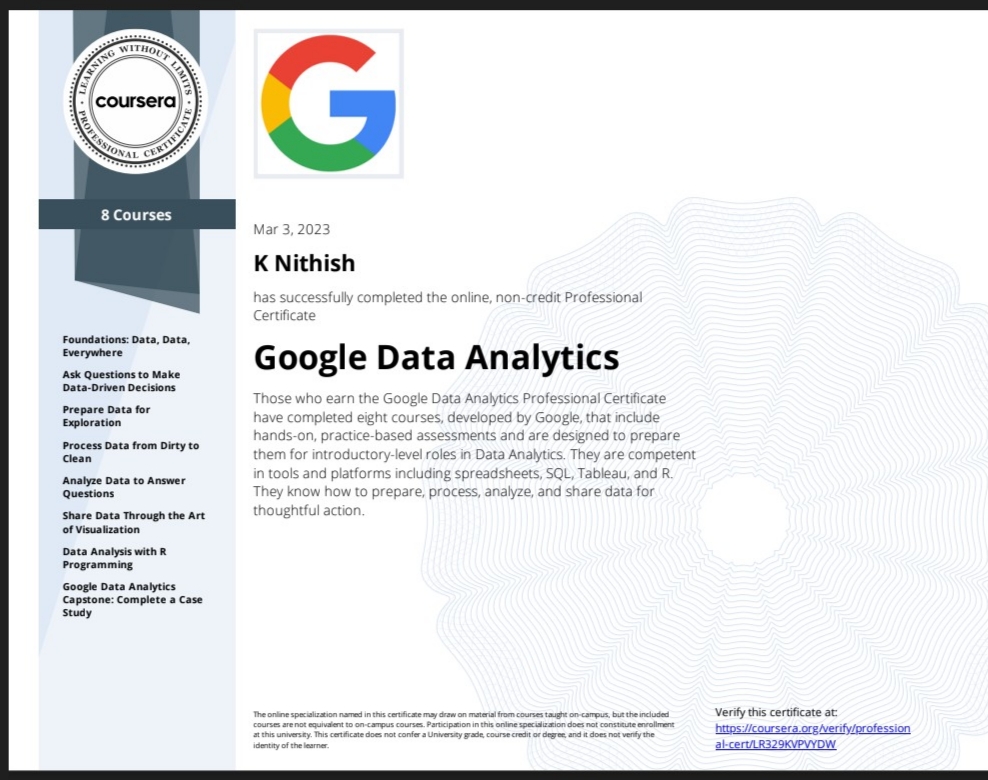 LEARNING WITHOUT LIMITS
coursera
PROFESSIONAL CERTIFICATE
8 Courses
Foundations: Data, Data,
Everywhere
Ask Questions to Make
Data-Driven Decisions
Prepare Data for
Exploration
Process Data from Dirty to
Clean
Analyze Data to Answer
Questions
Share Data Through the Art
of Visualization
Data Analysis with R
Programming
Google Data Analytics
Capstone: Complete a Case
Study
G
Mar 3, 2023
K Nithish
has successfully completed the online, non-credit Professional
Certificate
Google Data Analytics
Those who earn the Google Data Analytics Professional Certificate
have completed eight courses, developed by Google, that include
hands-on, practice-based assessments and are designed to prepare
them for introductory-level roles in Data Analytics. They are competent
in tools and platforms including spreadsheets, SQL, Tableau, and R.
They know how to prepare, process, analyze, and share data for
thoughtful action.
The online specialization named in this certificate may draw on material from courses taught on-campus, but the included
courses are not equivalent to on-campus courses. Participation in this online specialization does not constitute enrollment
at this university. This certificate does not confer a University grade, course credit or degree, and it does not verify the
identity of the learner.
Verify this certificate at:
https://coursera.org/verify/profession
al-cert/LR329KVPVYDW